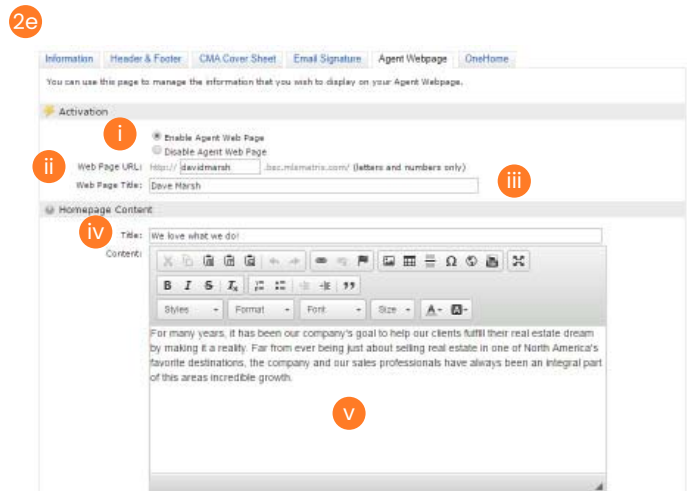 2e
Information Header & Footer CMA Cover Sheet Email Signature Agent Webpage OneHome
You can use this page to manage the information that you wish to display on your Agent Webpage.
Activation
i
Enable Agent Web Page
Disable Agent Web Page
ii
Web Page URL: http:// davidmarsh .bsc.mlsmatrix.com/ (letters and numbers only)
iii
Web Page Title: Dave Marsh
Homepage Content
iv
Title: We love what we do!
Content:
B I S Tx
Styles Format Font Size A A
For many years, it has been our company's goal to help our clients fulfill their real estate dream
by making it a reality. Far from ever being just about selling real estate in one of North America's
favorite destinations, the company and our sales professionals have always been an integral part
of this areas incredible growth.
v